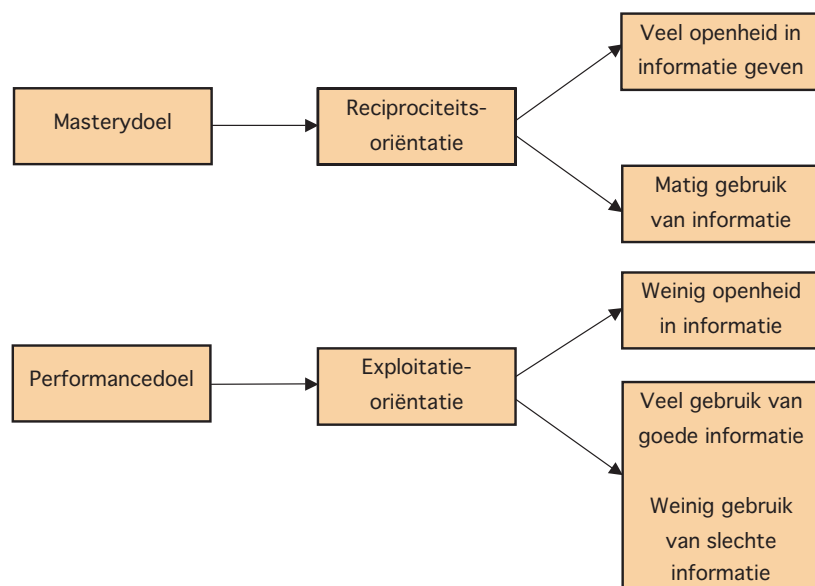 Masterydoel
Reciprociteits-
oriëntatie
Veel openheid in
informatie geven
Matig gebruik
van informatie
Performancedoel
Exploitatie-
oriëntatie
Weinig openheid
in informatie
Veel gebruik van
goede informatie
Weinig gebruik
van slechte
informatie